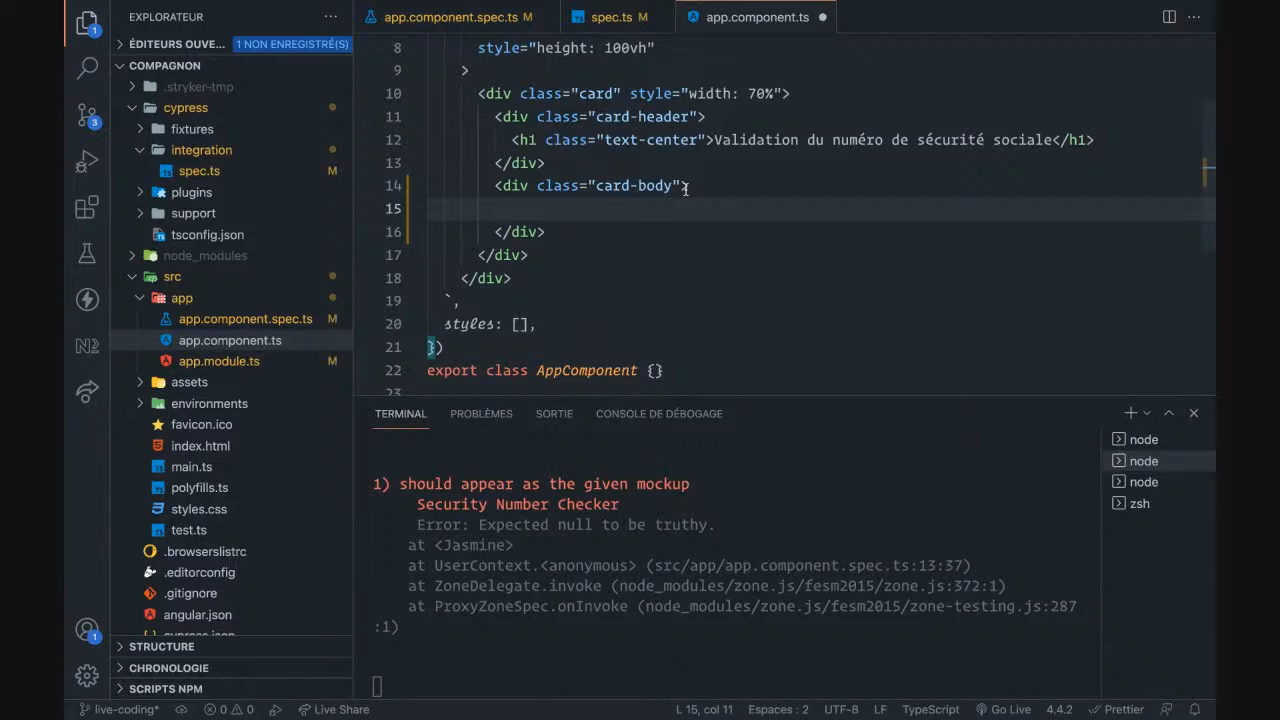 EXPLORATEUR
ÉDITEURS OUVE... 1 NON ENREGISTRÉ(S)
COMPAGNON
.stryker-tmp
cypress
fixtures
integration
spec.ts M
plugins
support
tsconfig.json
node_modules
src
app
app.component.spec.ts M
app.component.ts
app.module.ts M
assets
environments
favicon.ico
index.html
main.ts
polyfills.ts
styles.css
test.ts
.browserslistrc
.editorconfig
.gitignore
angular.json
cypress.json
STRUCTURE
CHRONOLOGIE
SCRIPTS NPM
1
3
N2
1
app.component.spec.ts M
spec.ts M
app.component.ts
8 style="height: 100vh"
9 >
10 <div class="card" style="width: 70%">
11 <div class="card-header">
12 <h1 class="text-center">Validation du numéro de sécurité sociale</h1>
13 </div>
14 <div class="card-body">
15
16 </div>
17 </div>
18 </div>
19 `,
20 styles: [],
21 })
22 export class AppComponent {}
23
TERMINAL PROBLÈMES SORTIE CONSOLE DE DÉBOGAGE
1) should appear as the given mockup
Security Number Checker
Error: Expected null to be truthy.
at <Jasmine>
at UserContext.<anonymous> (src/app/app.component.spec.ts:13:37)
at ZoneDelegate.invoke (node_modules/zone.js/fesm2015/zone.js:372:1)
at ProxyZoneSpec.onInvoke (node_modules/zone.js/fesm2015/zone-testing.js:287
:1)
node
node
node
zsh
live-coding* 0 0 Live Share L 15, col 11 Espaces : 2 UTF-8 LF TypeScript Go Live 4.4.2 Prettier